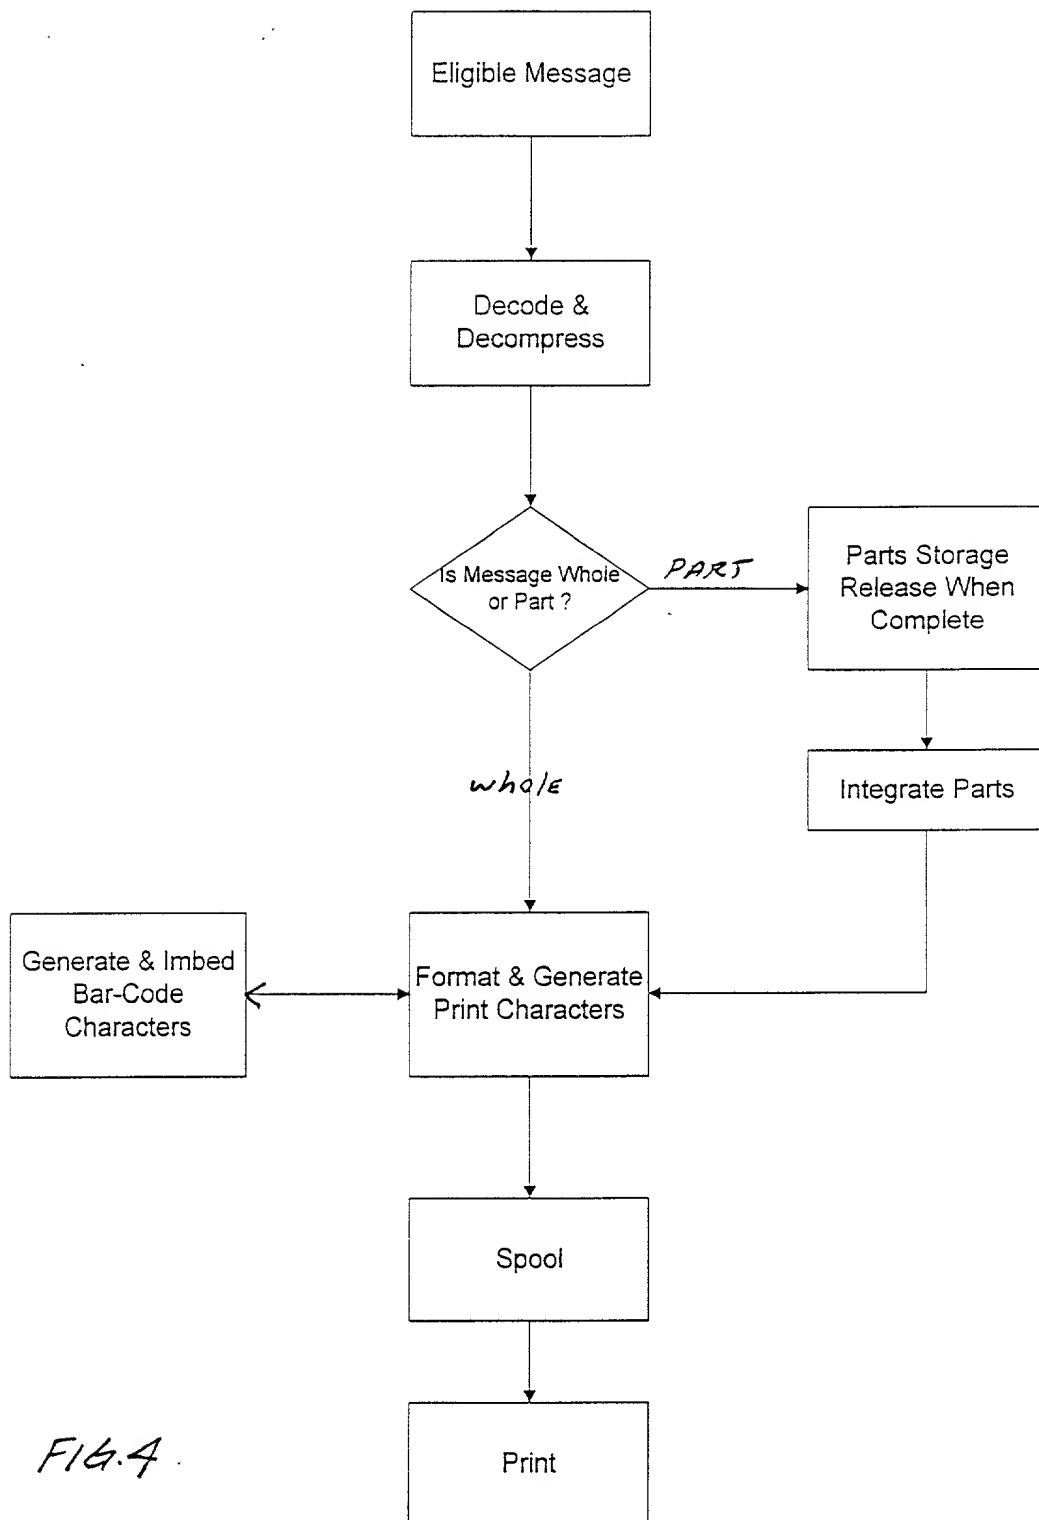 Eligible Message
Decode &
Decompress
Is Message Whole
or Part ?
PART
Parts Storage
Release When
Complete
whole
Integrate Parts
Generate & Imbed
Bar-Code
Characters
Format & Generate
Print Characters
Spool
Print
FIG.4